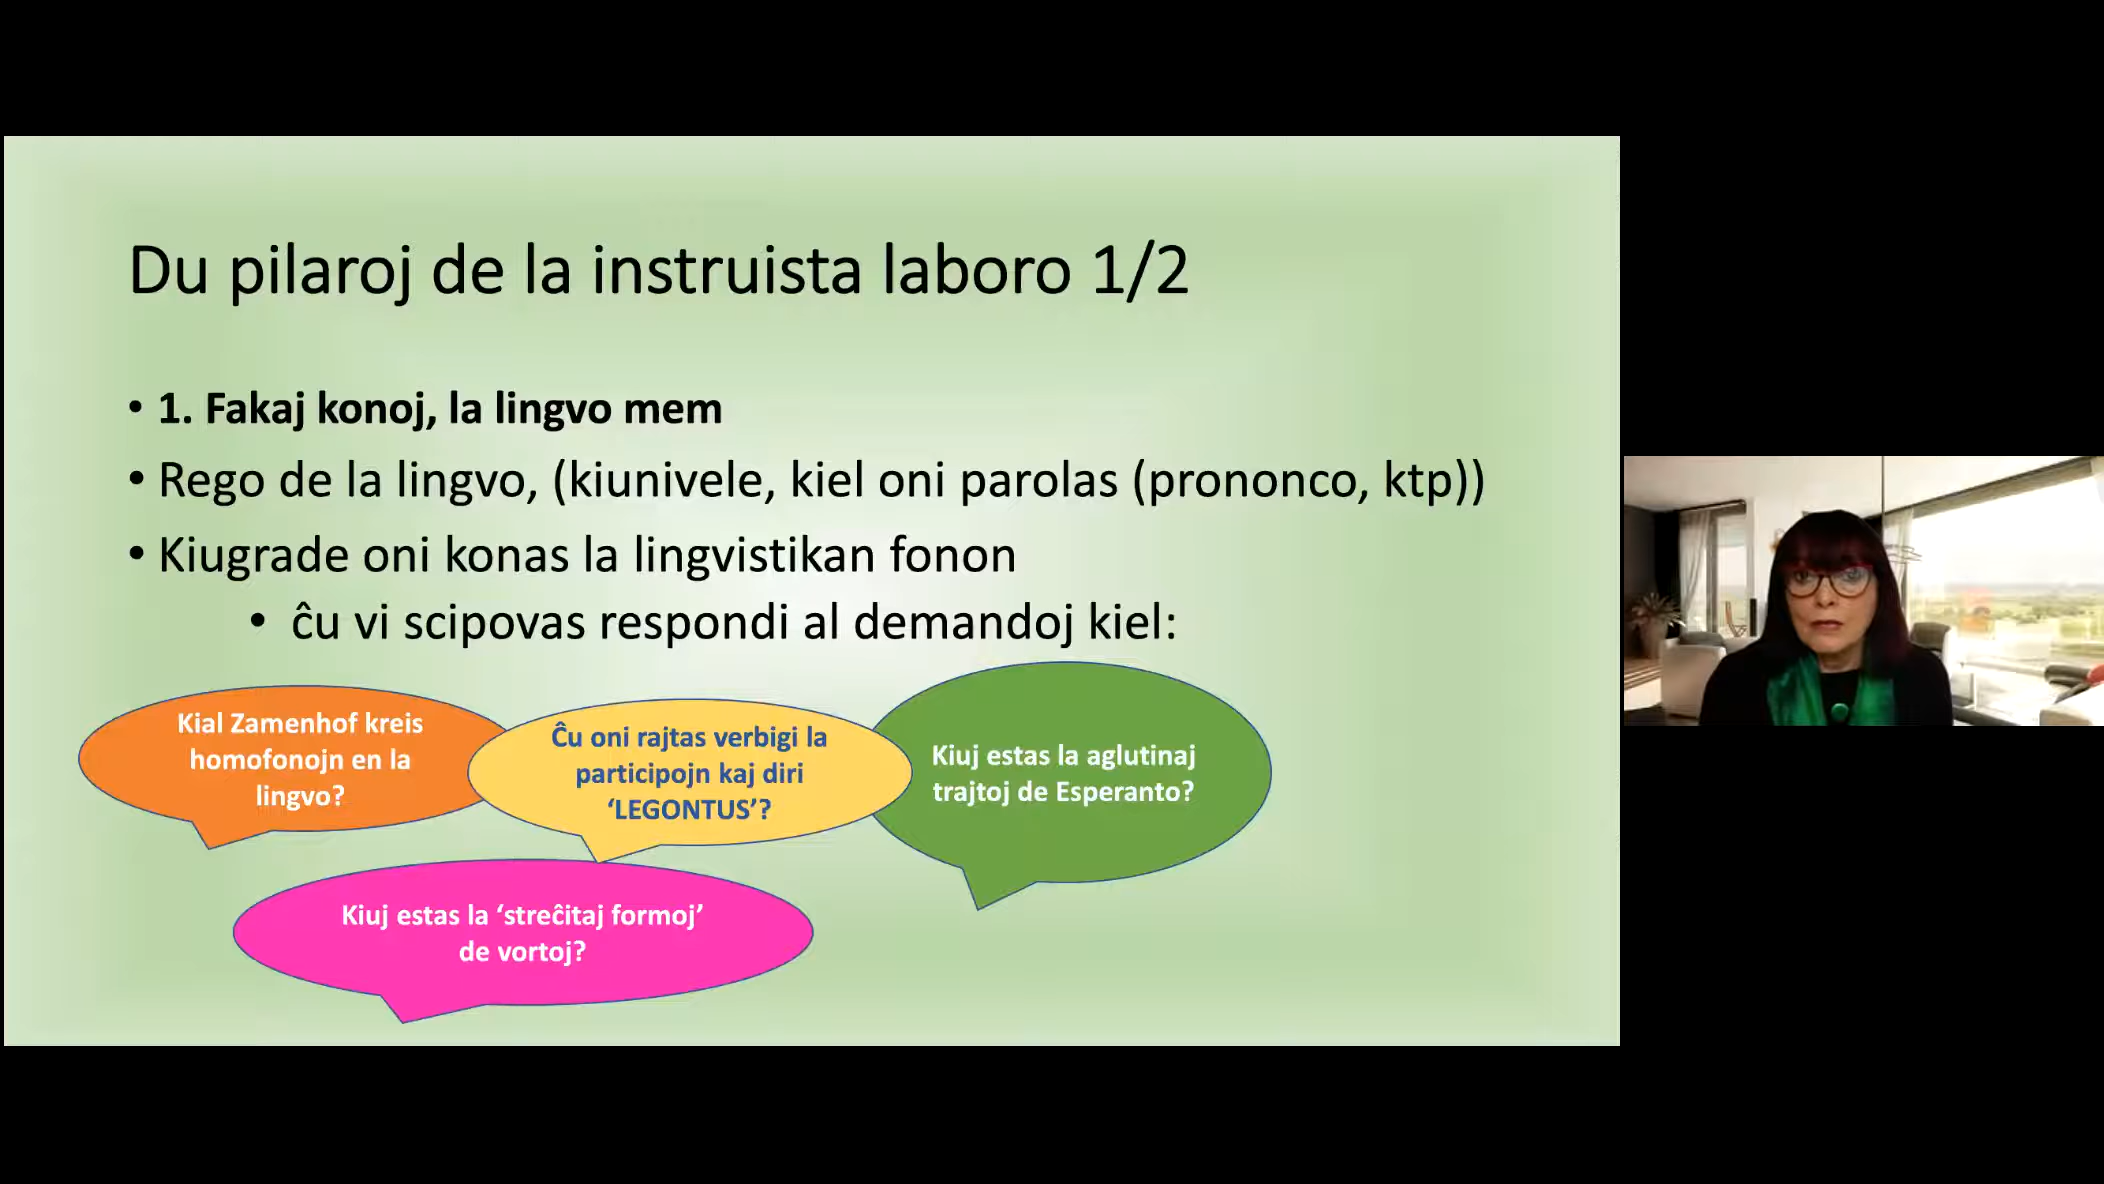 Du pilaroj de la instruista laboro 1/2
• 1. Fakaj konoj, la lingvo mem
• Rego de la lingvo, (kiunivele, kiel oni parolas (prononco, ktp))
• Kiugrade oni konas la lingvistikan fonon
• ĉu vi scipovas respondi al demandoj kiel:
Kial Zamenhof kreis
homofonojn en la
lingvo?
Ĉu oni rajtas verbigi la
participojn kaj diri
‘LEGONTUS’?
Kiuj estas la aglutinaj
trajtoj de Esperanto?
Kiuj estas la ‘streĉitaj formoj’
de vortoj?